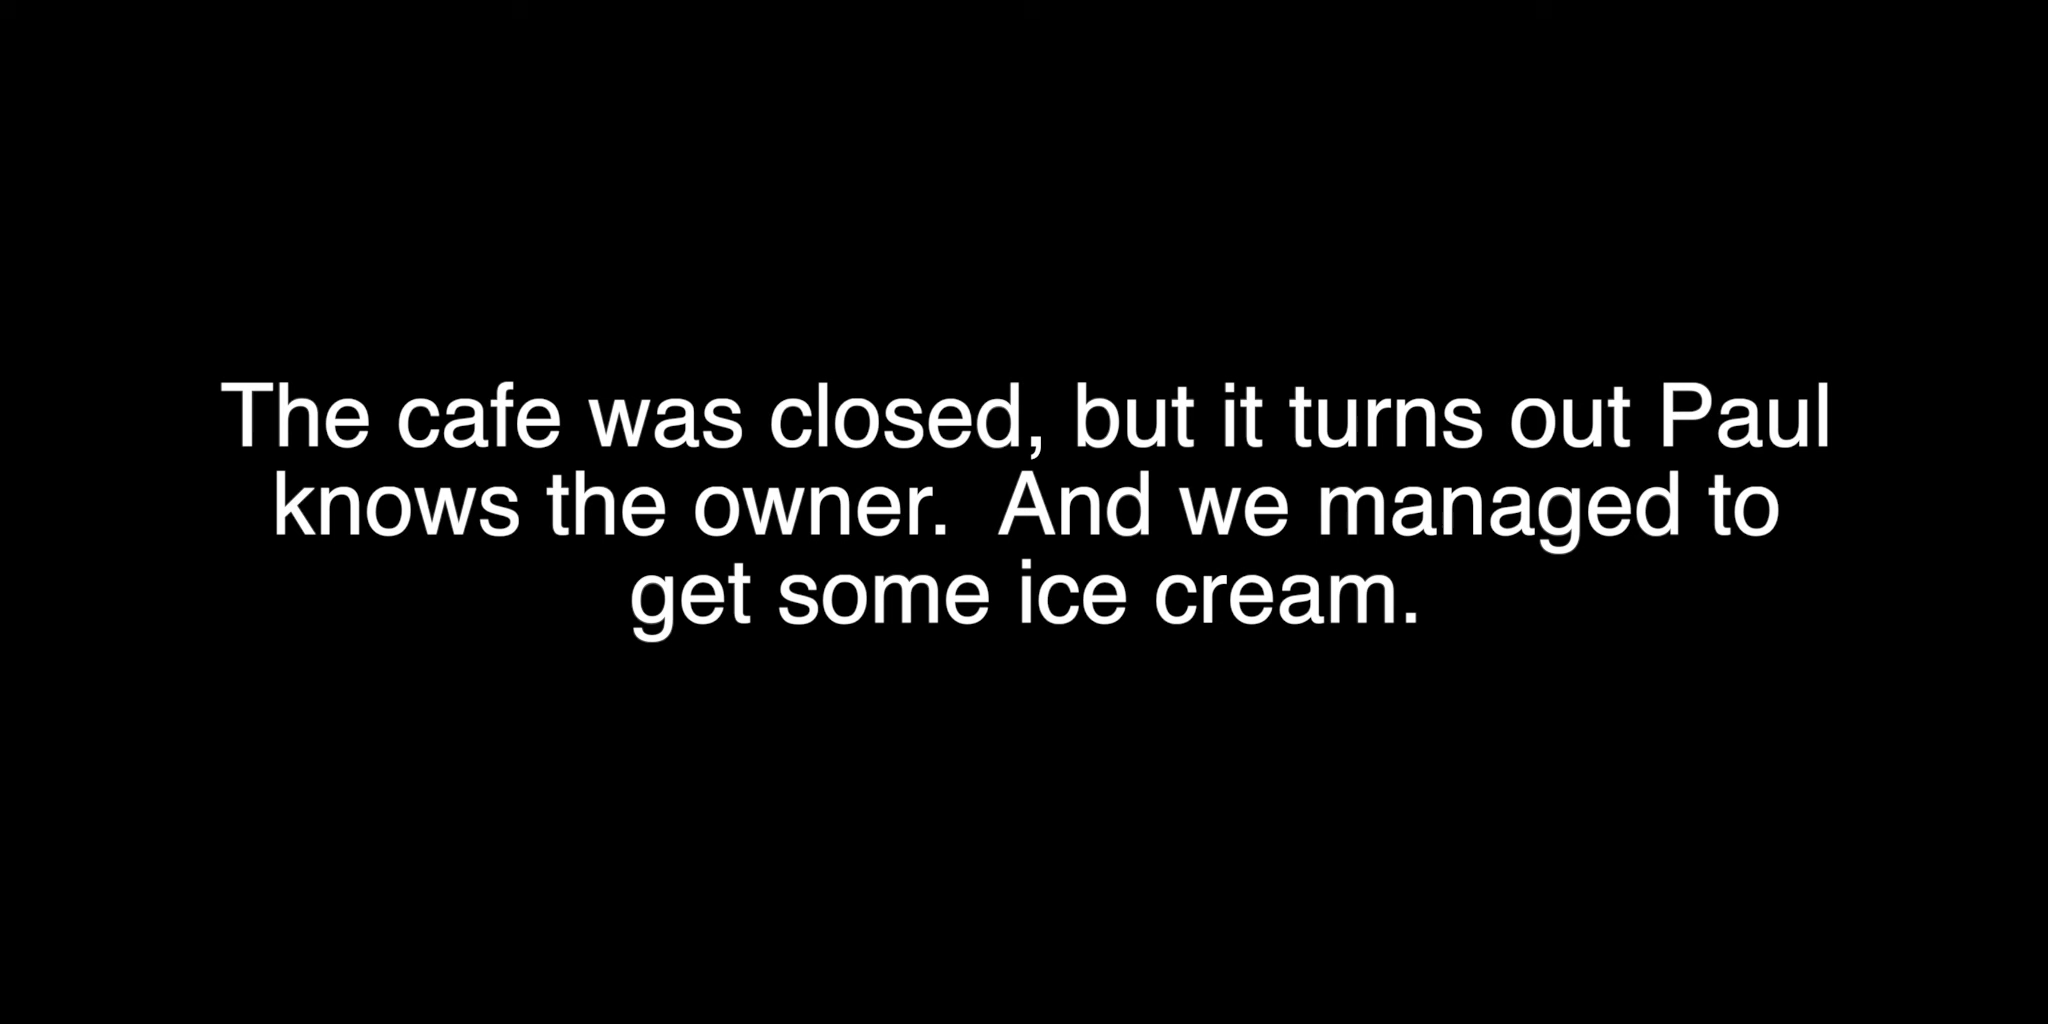 The cafe was closed, but it turns out Paul
knows the owner.  And we managed to
get some ice cream.